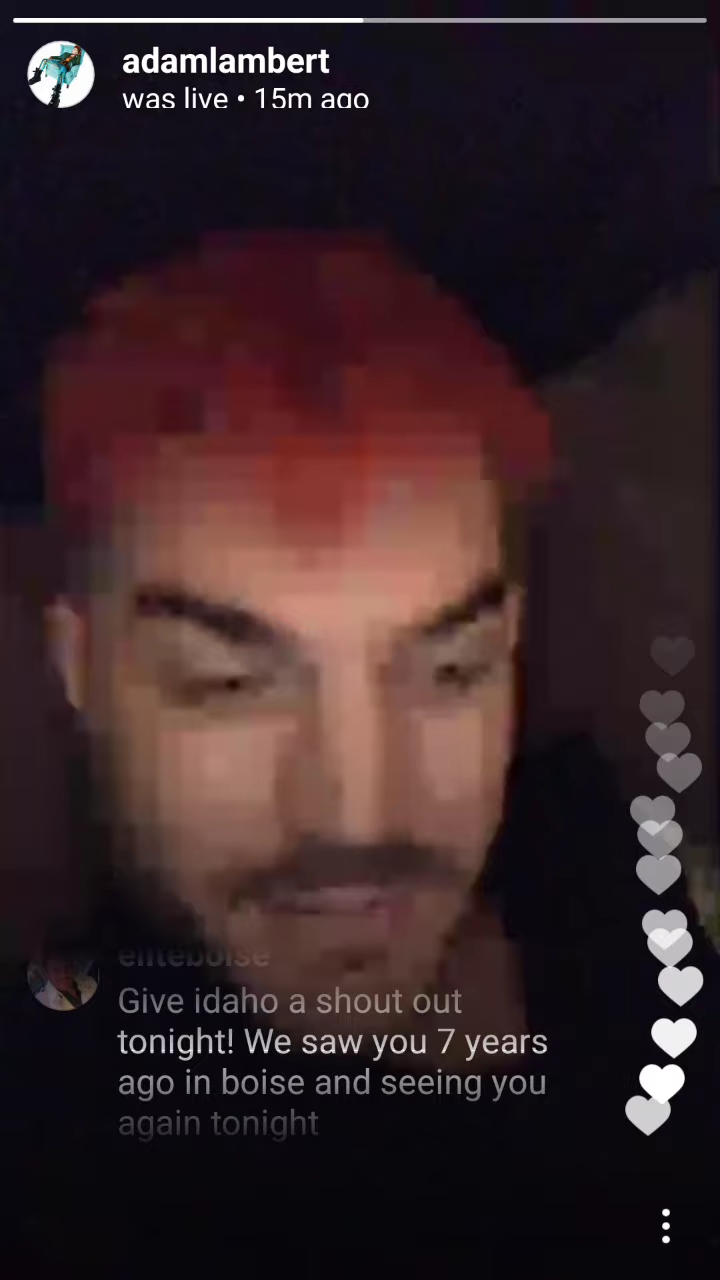 adamlambert
was live • 15m ago
eliteboise
Give idaho a shout out
tonight! We saw you 7 years
ago in boise and seeing you
again tonight